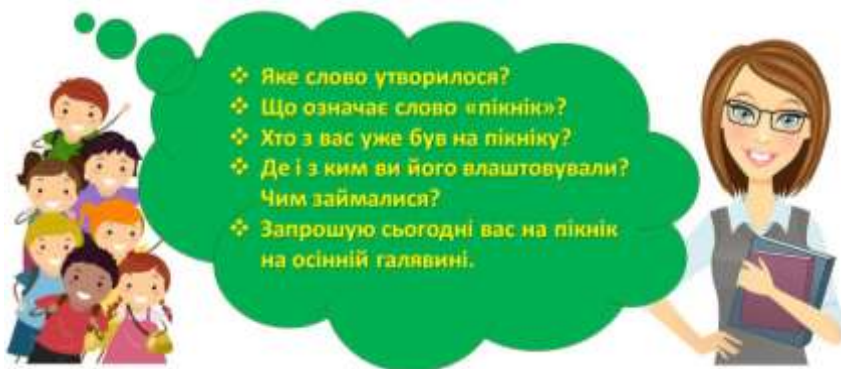 ❖ Яке слово утворилося?
❖ Що означає слово «пікнік»?
❖ Хто з вас уже був на пікніку?
❖ Де і з ким ви його влаштовували?
Чим займалися?
❖ Запрошую сьогодні вас на пікнік
на осінній галявині.